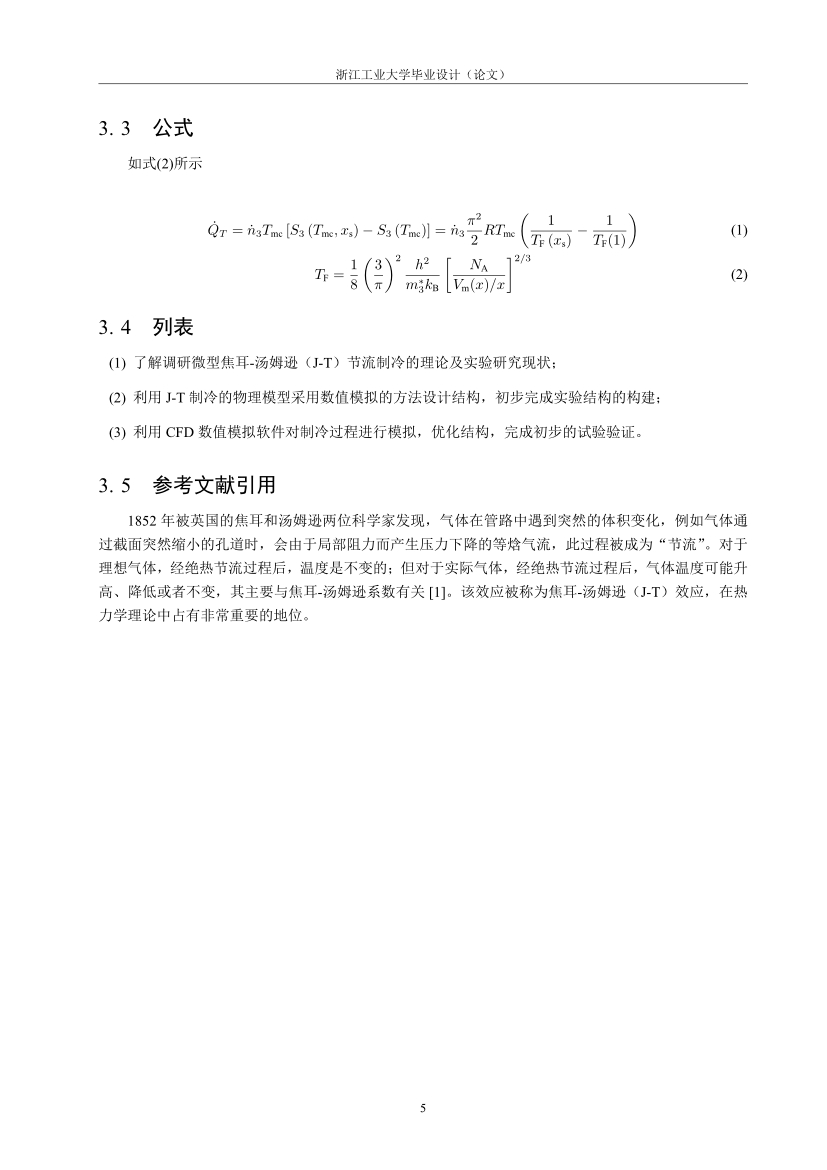 浙江工业大学毕业设计（论文）
3. 3 公式
如式(2)所示
$\dot{Q}_T = \dot{n}_3 T_{\text{mc}} \left[ S_3 \left( T_{\text{mc}}, x_{\text{s}} \right) - S_3 \left( T_{\text{mc}} \right) \right] = \dot{n}_3 \frac{\pi^2}{2} R T_{\text{mc}} \left( \frac{1}{T_{\text{F}} \left( x_{\text{s}} \right)} - \frac{1}{T_{\text{F}}(1)} \right)$ (1)
$T_{\text{F}} = \frac{1}{8} \left( \frac{3}{\pi} \right)^2 \frac{h^2}{m_3^* k_{\text{B}}} \left[ \frac{N_{\text{A}}}{V_{\text{m}}(x)/x} \right]^{2/3}$ (2)
3. 4 列表
(1) 了解调研微型焦耳-汤姆逊（J-T）节流制冷的理论及实验研究现状；
(2) 利用 J-T 制冷的物理模型采用数值模拟的方法设计结构，初步完成实验结构的构建；
(3) 利用 CFD 数值模拟软件对制冷过程进行模拟，优化结构，完成初步的试验验证。
3. 5 参考文献引用
1852 年被英国的焦耳和汤姆逊两位科学家发现，气体在管路中遇到突然的体积变化，例如气体通
过截面突然缩小的孔道时，会由于局部阻力而产生压力下降的等焓气流，此过程被成为“节流”。对于
理想气体，经绝热节流过程后，温度是不变的；但对于实际气体，经绝热节流过程后，气体温度可能升
高、降低或者不变，其主要与焦耳-汤姆逊系数有关 [1]。该效应被称为焦耳-汤姆逊（J-T）效应，在热
力学理论中占有非常重要的地位。
5